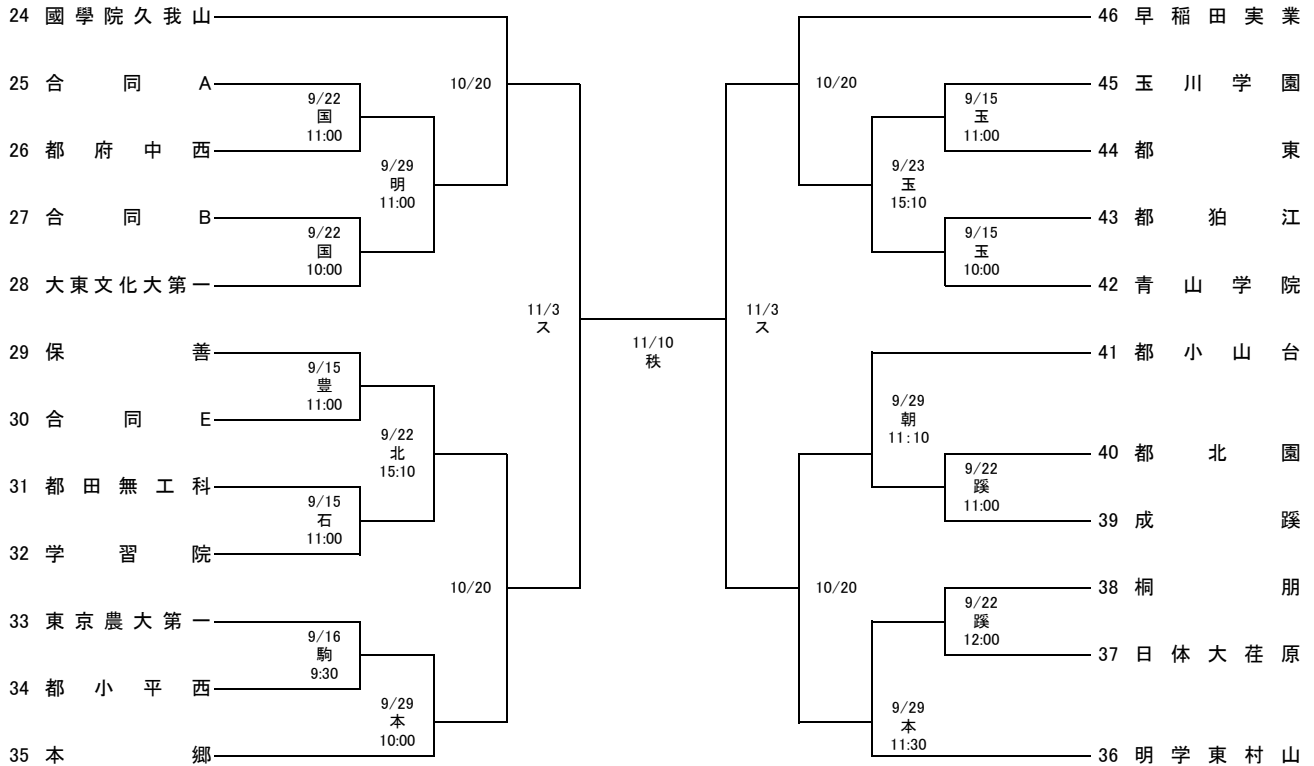 24 國學院久我山
25 合同A
26 都府中西
27 合同B
28 大東文化大第一
29 保善
30 合同E
31 都田無工科
32 学習院
33 東京農大第一
34 都小平西
35 本郷
9/22
国
11:00
9/22
国
10:00
9/15
豊
11:00
9/15
石
11:00
9/16
駒
9:30
9/29
明
11:00
9/22
北
15:10
9/29
本
10:00
10/20
10/20
11/3
ス
11/10
秩
11/3
ス
10/20
10/20
9/23
玉
15:10
9/29
朝
11:10
9/29
本
11:30
9/15
玉
11:00
9/15
玉
10:00
9/22
蹊
11:00
9/22
蹊
12:00
46 早稲田実業
45 玉川学園
44 都東
43 都狛江
42 青山学院
41 都小山台
40 都北園
39 成蹊
38 桐朋
37 日体大荏原
36 明学東村山